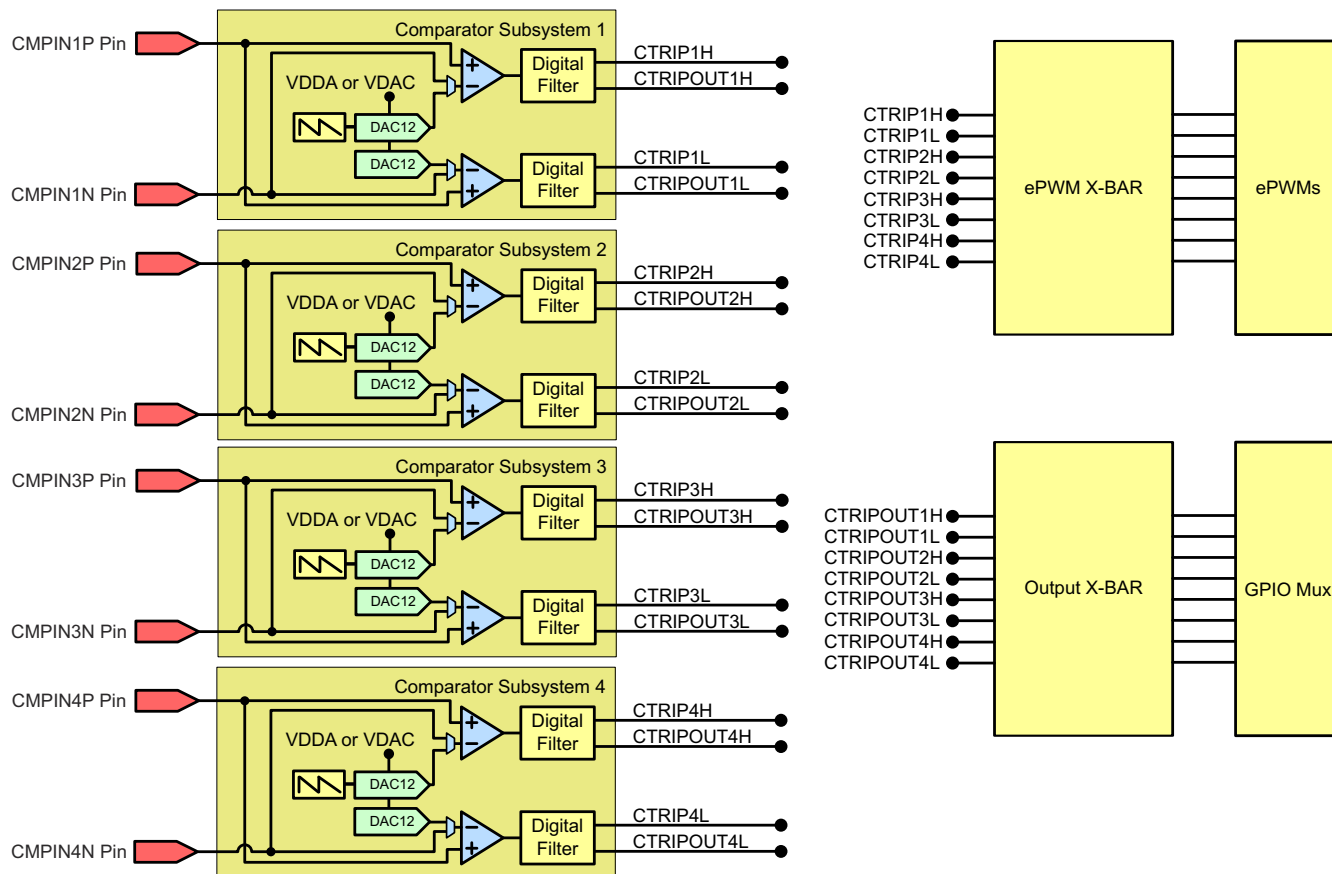 Comparator Subsystem 1
CMPIN1P Pin
VDDA or VDAC
DAC12
DAC12
Digital
Filter
CTRIP1H
CTRIPOUT1H
Digital
Filter
CTRIP1L
CTRIPOUT1L
CMPIN1N Pin
Comparator Subsystem 2
CMPIN2P Pin
VDDA or VDAC
DAC12
DAC12
Digital
Filter
CTRIP2H
CTRIPOUT2H
Digital
Filter
CTRIP2L
CTRIPOUT2L
CMPIN2N Pin
Comparator Subsystem 3
CMPIN3P Pin
VDDA or VDAC
DAC12
DAC12
Digital
Filter
CTRIP3H
CTRIPOUT3H
Digital
Filter
CTRIP3L
CTRIPOUT3L
CMPIN3N Pin
Comparator Subsystem 4
CMPIN4P Pin
VDDA or VDAC
DAC12
DAC12
Digital
Filter
CTRIP4H
CTRIPOUT4H
Digital
Filter
CTRIP4L
CTRIPOUT4L
CMPIN4N Pin
CTRIP1H
CTRIP1L
CTRIP2H
CTRIP2L
CTRIP3H
CTRIP3L
CTRIP4H
CTRIP4L
ePWM X-BAR
ePWMs
CTRIPOUT1H
CTRIPOUT1L
CTRIPOUT2H
CTRIPOUT2L
CTRIPOUT3H
CTRIPOUT3L
CTRIPOUT4H
CTRIPOUT4L
Output X-BAR
GPIO Mux